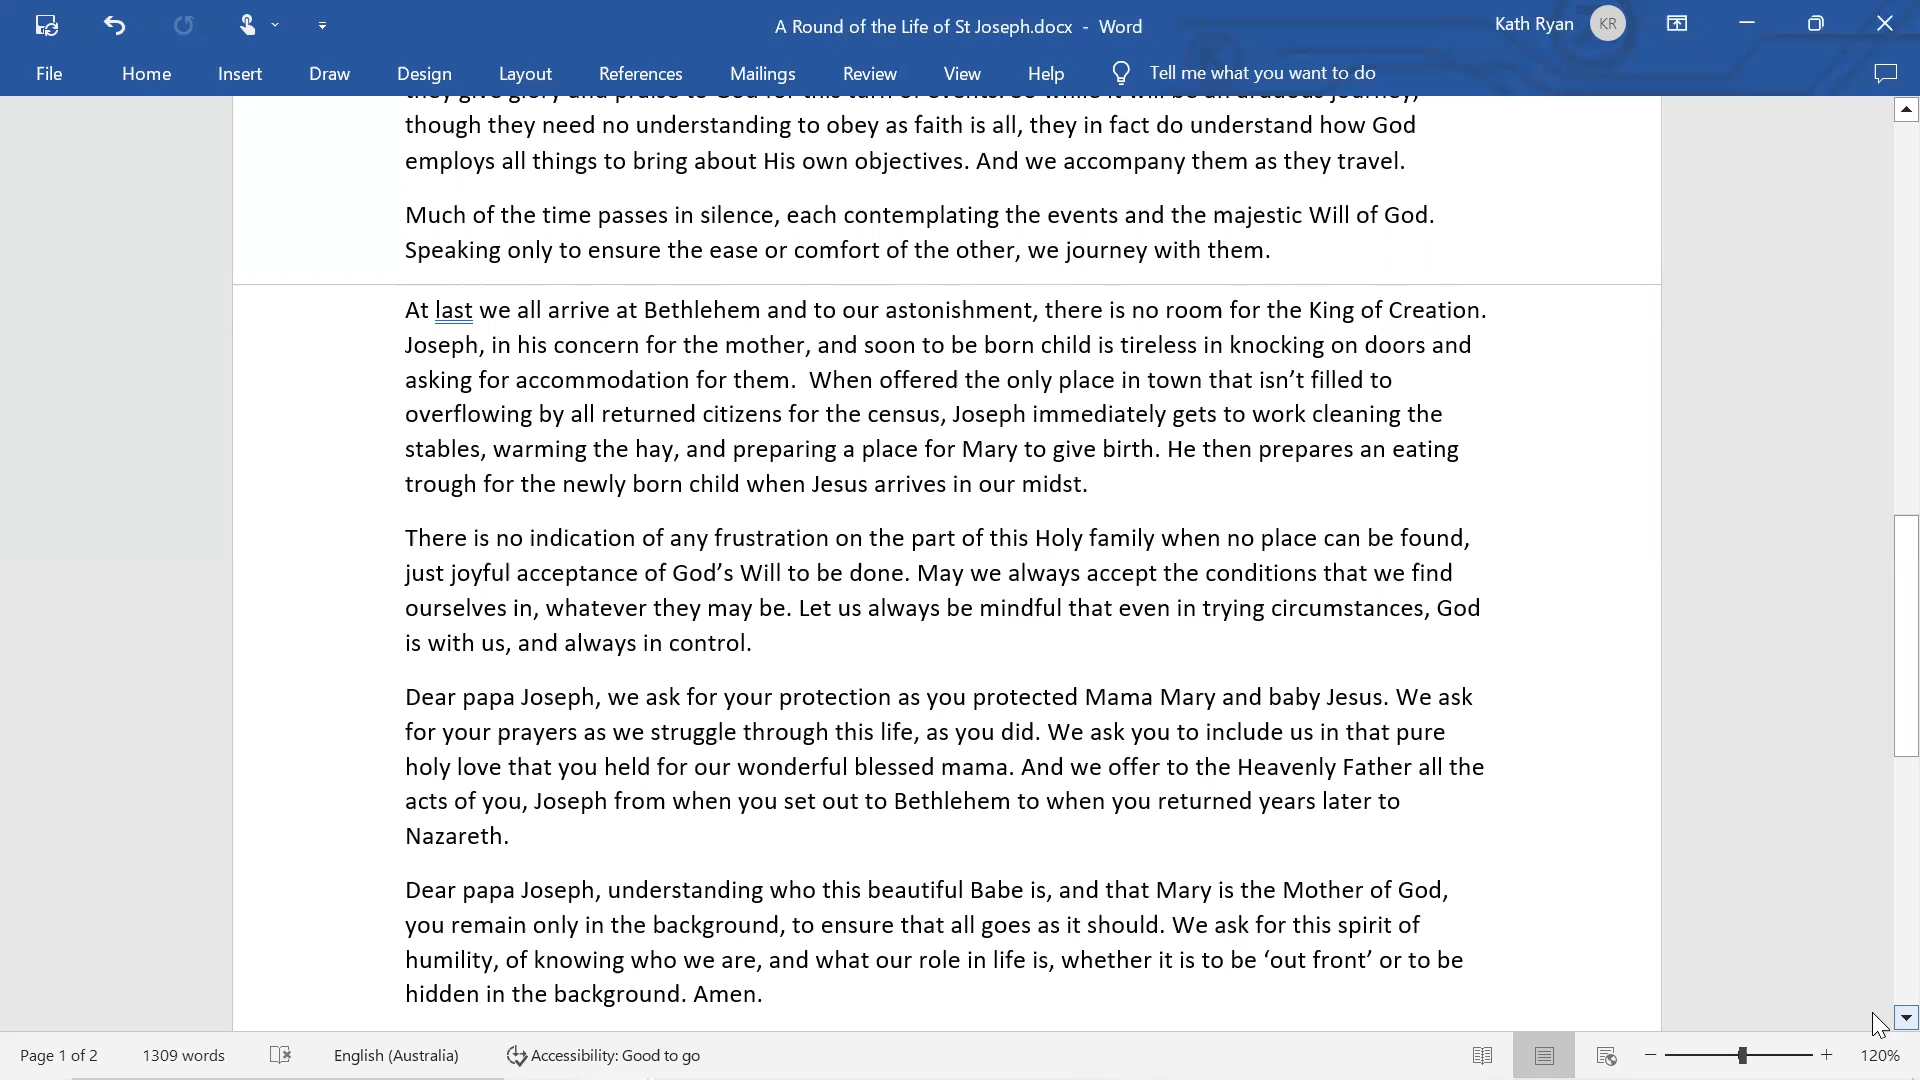 A Round of the Life of St Joseph.docx - Word
Kath Ryan KR
File Home Insert Draw Design Layout References Mailings Review View Help Tell me what you want to do
they give glory and praise to God for this turn of events. So while it will be an arduous journey,
though they need no understanding to obey as faith is all, they in fact do understand how God
employs all things to bring about His own objectives. And we accompany them as they travel.
Much of the time passes in silence, each contemplating the events and the majestic Will of God.
Speaking only to ensure the ease or comfort of the other, we journey with them.
At last we all arrive at Bethlehem and to our astonishment, there is no room for the King of Creation.
Joseph, in his concern for the mother, and soon to be born child is tireless in knocking on doors and
asking for accommodation for them.  When offered the only place in town that isn’t filled to
overflowing by all returned citizens for the census, Joseph immediately gets to work cleaning the
stables, warming the hay, and preparing a place for Mary to give birth. He then prepares an eating
trough for the newly born child when Jesus arrives in our midst.
There is no indication of any frustration on the part of this Holy family when no place can be found,
just joyful acceptance of God’s Will to be done. May we always accept the conditions that we find
ourselves in, whatever they may be. Let us always be mindful that even in trying circumstances, God
is with us, and always in control.
Dear papa Joseph, we ask for your protection as you protected Mama Mary and baby Jesus. We ask
for your prayers as we struggle through this life, as you did. We ask you to include us in that pure
holy love that you held for our wonderful blessed mama. And we offer to the Heavenly Father all the
acts of you, Joseph from when you set out to Bethlehem to when you returned years later to
Nazareth.
Dear papa Joseph, understanding who this beautiful Babe is, and that Mary is the Mother of God,
you remain only in the background, to ensure that all goes as it should. We ask for this spirit of
humility, of knowing who we are, and what our role in life is, whether it is to be ‘out front’ or to be
hidden in the background. Amen.
Page 1 of 2 1309 words English (Australia) Accessibility: Good to go 120%